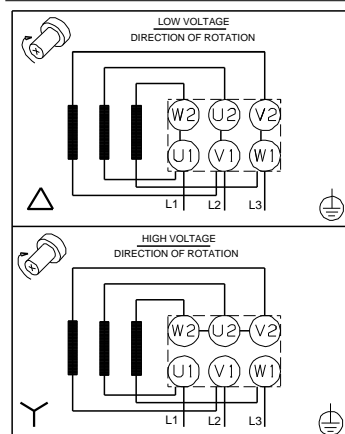 LOW VOLTAGE
DIRECTION OF ROTATION
W2 U2 V2
U1 V1 W1
L1 L2 L3
HIGH VOLTAGE
DIRECTION OF ROTATION
W2 U2 V2
U1 V1 W1
L1 L2 L3